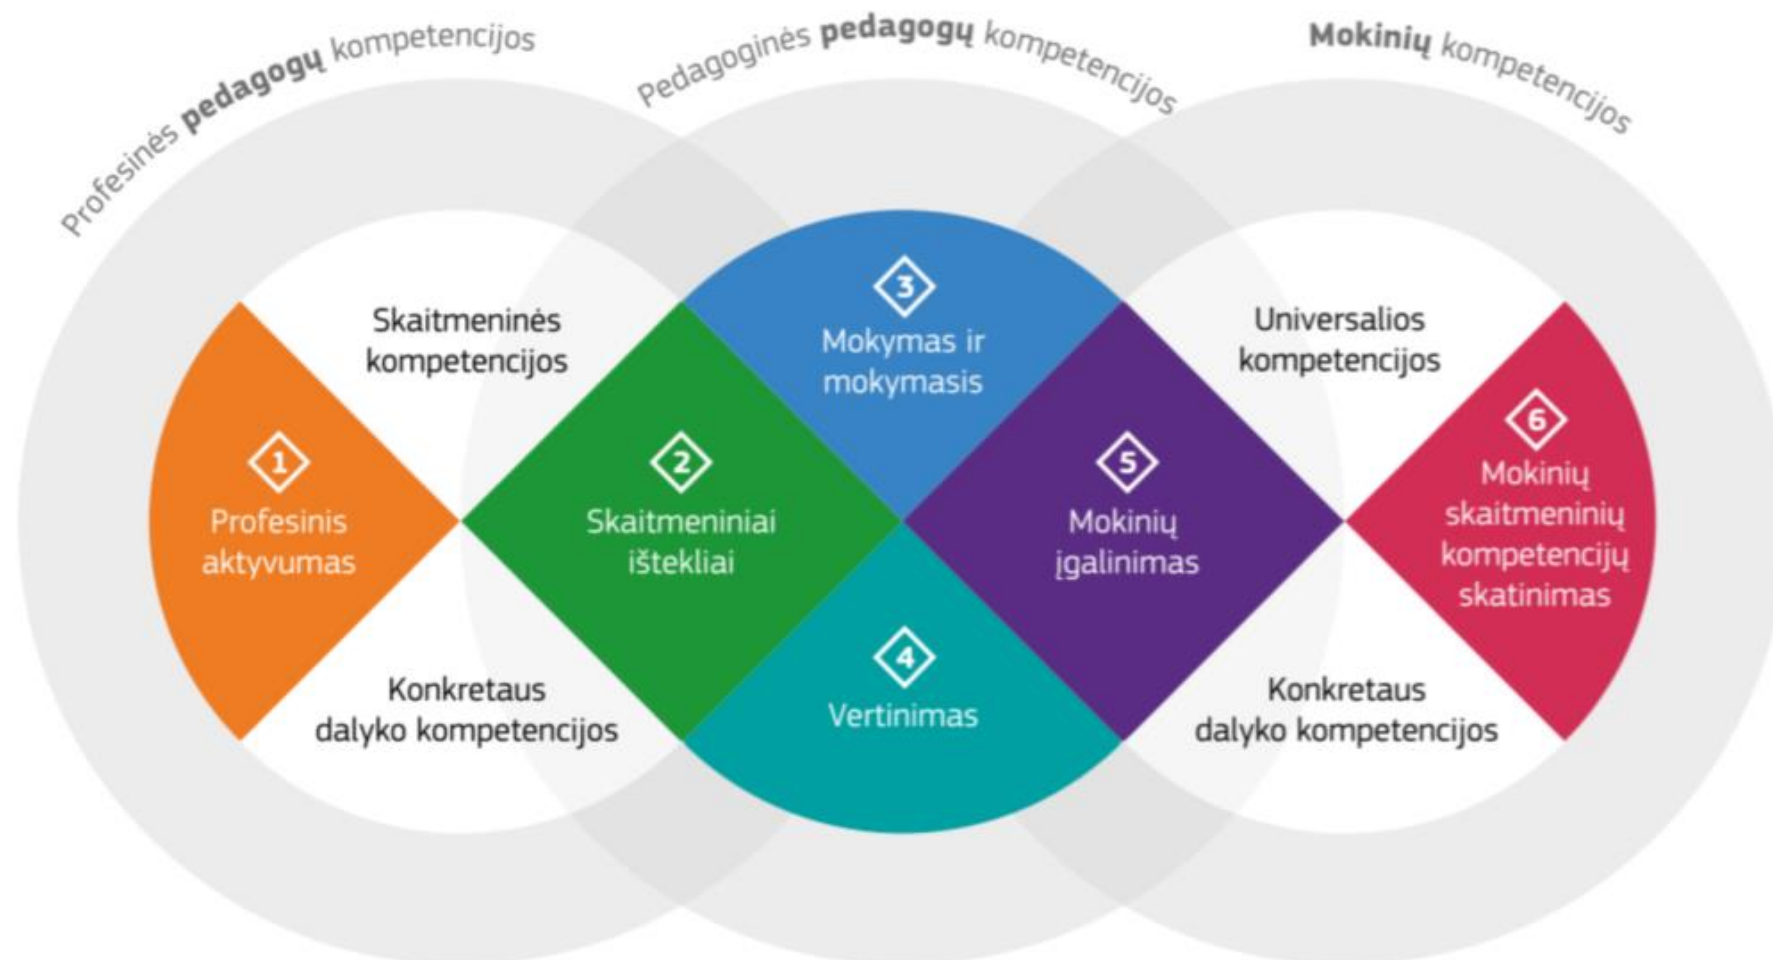 Profesinės pedagogų kompetencijos
Pedagoginės pedagogų kompetencijos
Mokinių kompetencijos
Skaitmeninės
kompetencijos
3
Mokymas ir
mokymasis
Universalios
kompetencijos
1
Profesinis
aktyvumas
2
Skaitmeniniai
ištekliai
5
Mokinių
įgalinimas
6
Mokinių
skaitmeninių
kompetencijų
skatinimas
Konkretaus
dalyko kompetencijos
4
Vertinimas
Konkretaus
dalyko kompetencijos